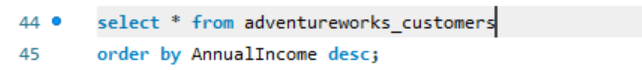 44 select * from adventureworks_customers
45 order by AnnualIncome desc;